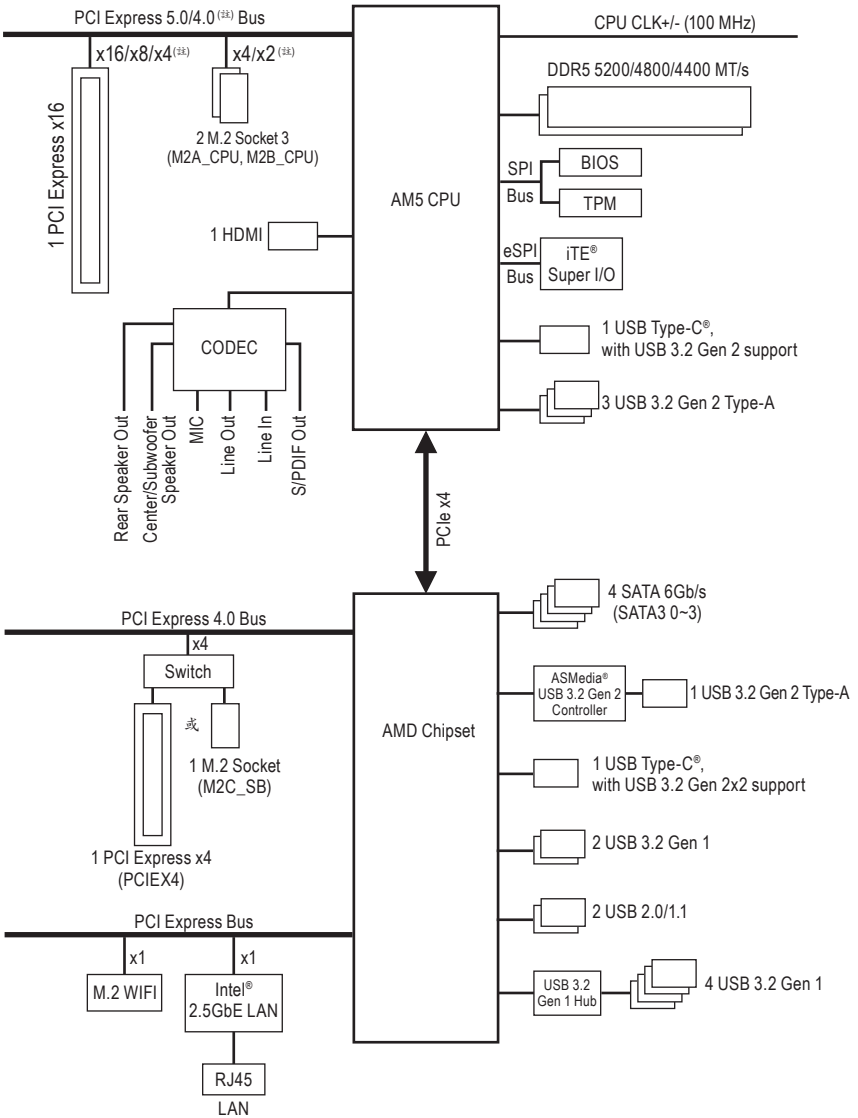 PCI Express 5.0/4.0 (註) Bus
x16/x8/x4 (註)
x4/x2 (註)
1 PCI Express x16
2 M.2 Socket 3
(M2A_CPU, M2B_CPU)
1 HDMI
AM5 CPU
CPU CLK+/- (100 MHz)
DDR5 5200/4800/4400 MT/s
SPI
Bus
BIOS
TPM
eSPI
Bus
iTE®
Super I/O
1 USB Type-C®,
with USB 3.2 Gen 2 support
3 USB 3.2 Gen 2 Type-A
CODEC
Rear Speaker Out
Center/Subwoofer
Speaker Out
MIC
Line Out
Line In
S/PDIF Out
PCIe x4
PCI Express 4.0 Bus
x4
Switch
或
1 M.2 Socket
(M2C_SB)
1 PCI Express x4
(PCIEX4)
PCI Express Bus
x1
x1
M.2 WIFI
Intel®
2.5GbE LAN
RJ45
LAN
AMD Chipset
4 SATA 6Gb/s
(SATA3 0~3)
ASMedia®
USB 3.2 Gen 2
Controller
1 USB 3.2 Gen 2 Type-A
1 USB Type-C®,
with USB 3.2 Gen 2x2 support
2 USB 3.2 Gen 1
2 USB 2.0/1.1
USB 3.2
Gen 1 Hub
4 USB 3.2 Gen 1